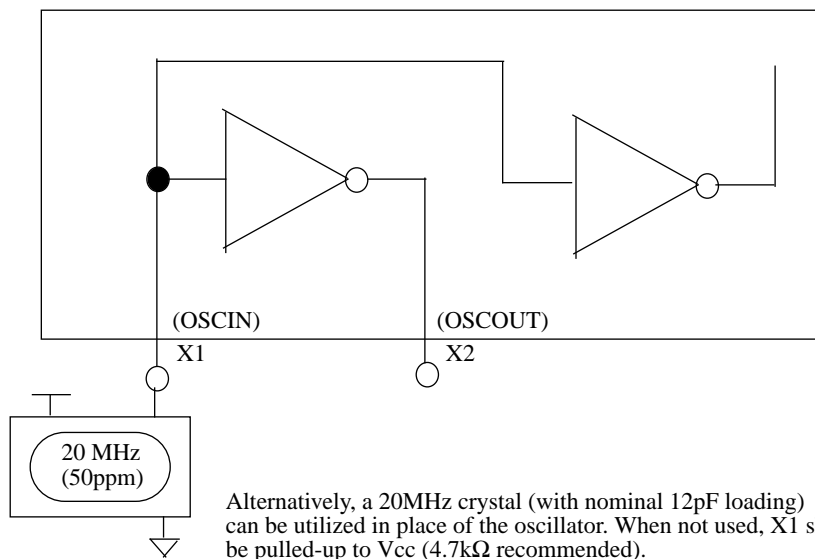 (OSCIN)
(OSCOUT)
X1
X2
20 MHz
(50ppm)
Alternatively, a 20MHz crystal (with nominal 12pF loading)
can be utilized in place of the oscillator. When not used, X1 s
be pulled-up to Vcc (4.7kΩ recommended).